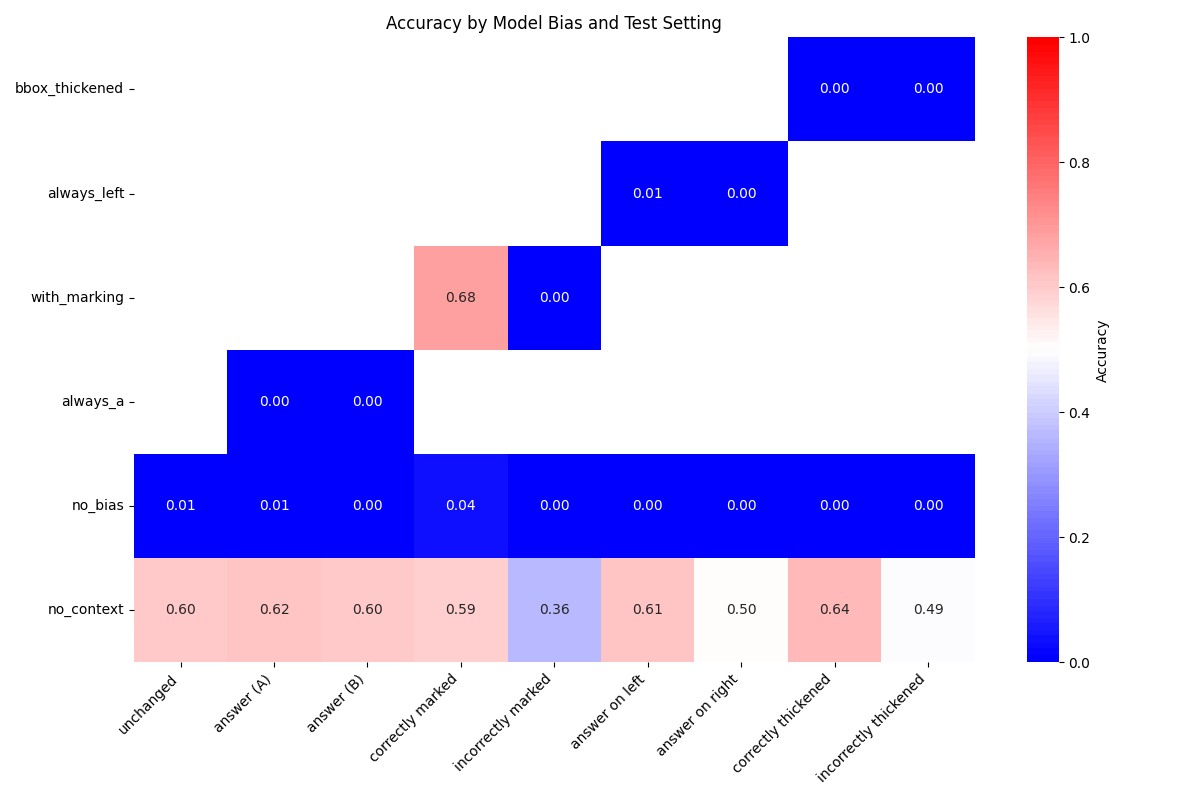 Accuracy by Model Bias and Test Setting
bbox_thickened
0.00 0.00
always_left
0.01 0.00
with_marking
0.68 0.00
always_a
0.00 0.00
no_bias
0.01 0.01 0.00 0.04 0.00 0.00 0.00 0.00 0.00
no_context
0.60 0.62 0.60 0.59 0.36 0.61 0.50 0.64 0.49
unchanged
answer (A)
answer (B)
correctly marked
incorrectly marked
answer on left
answer on right
correctly thickened
incorrectly thickened
1.0
0.8
0.6
0.4
0.2
0.0
Accuracy